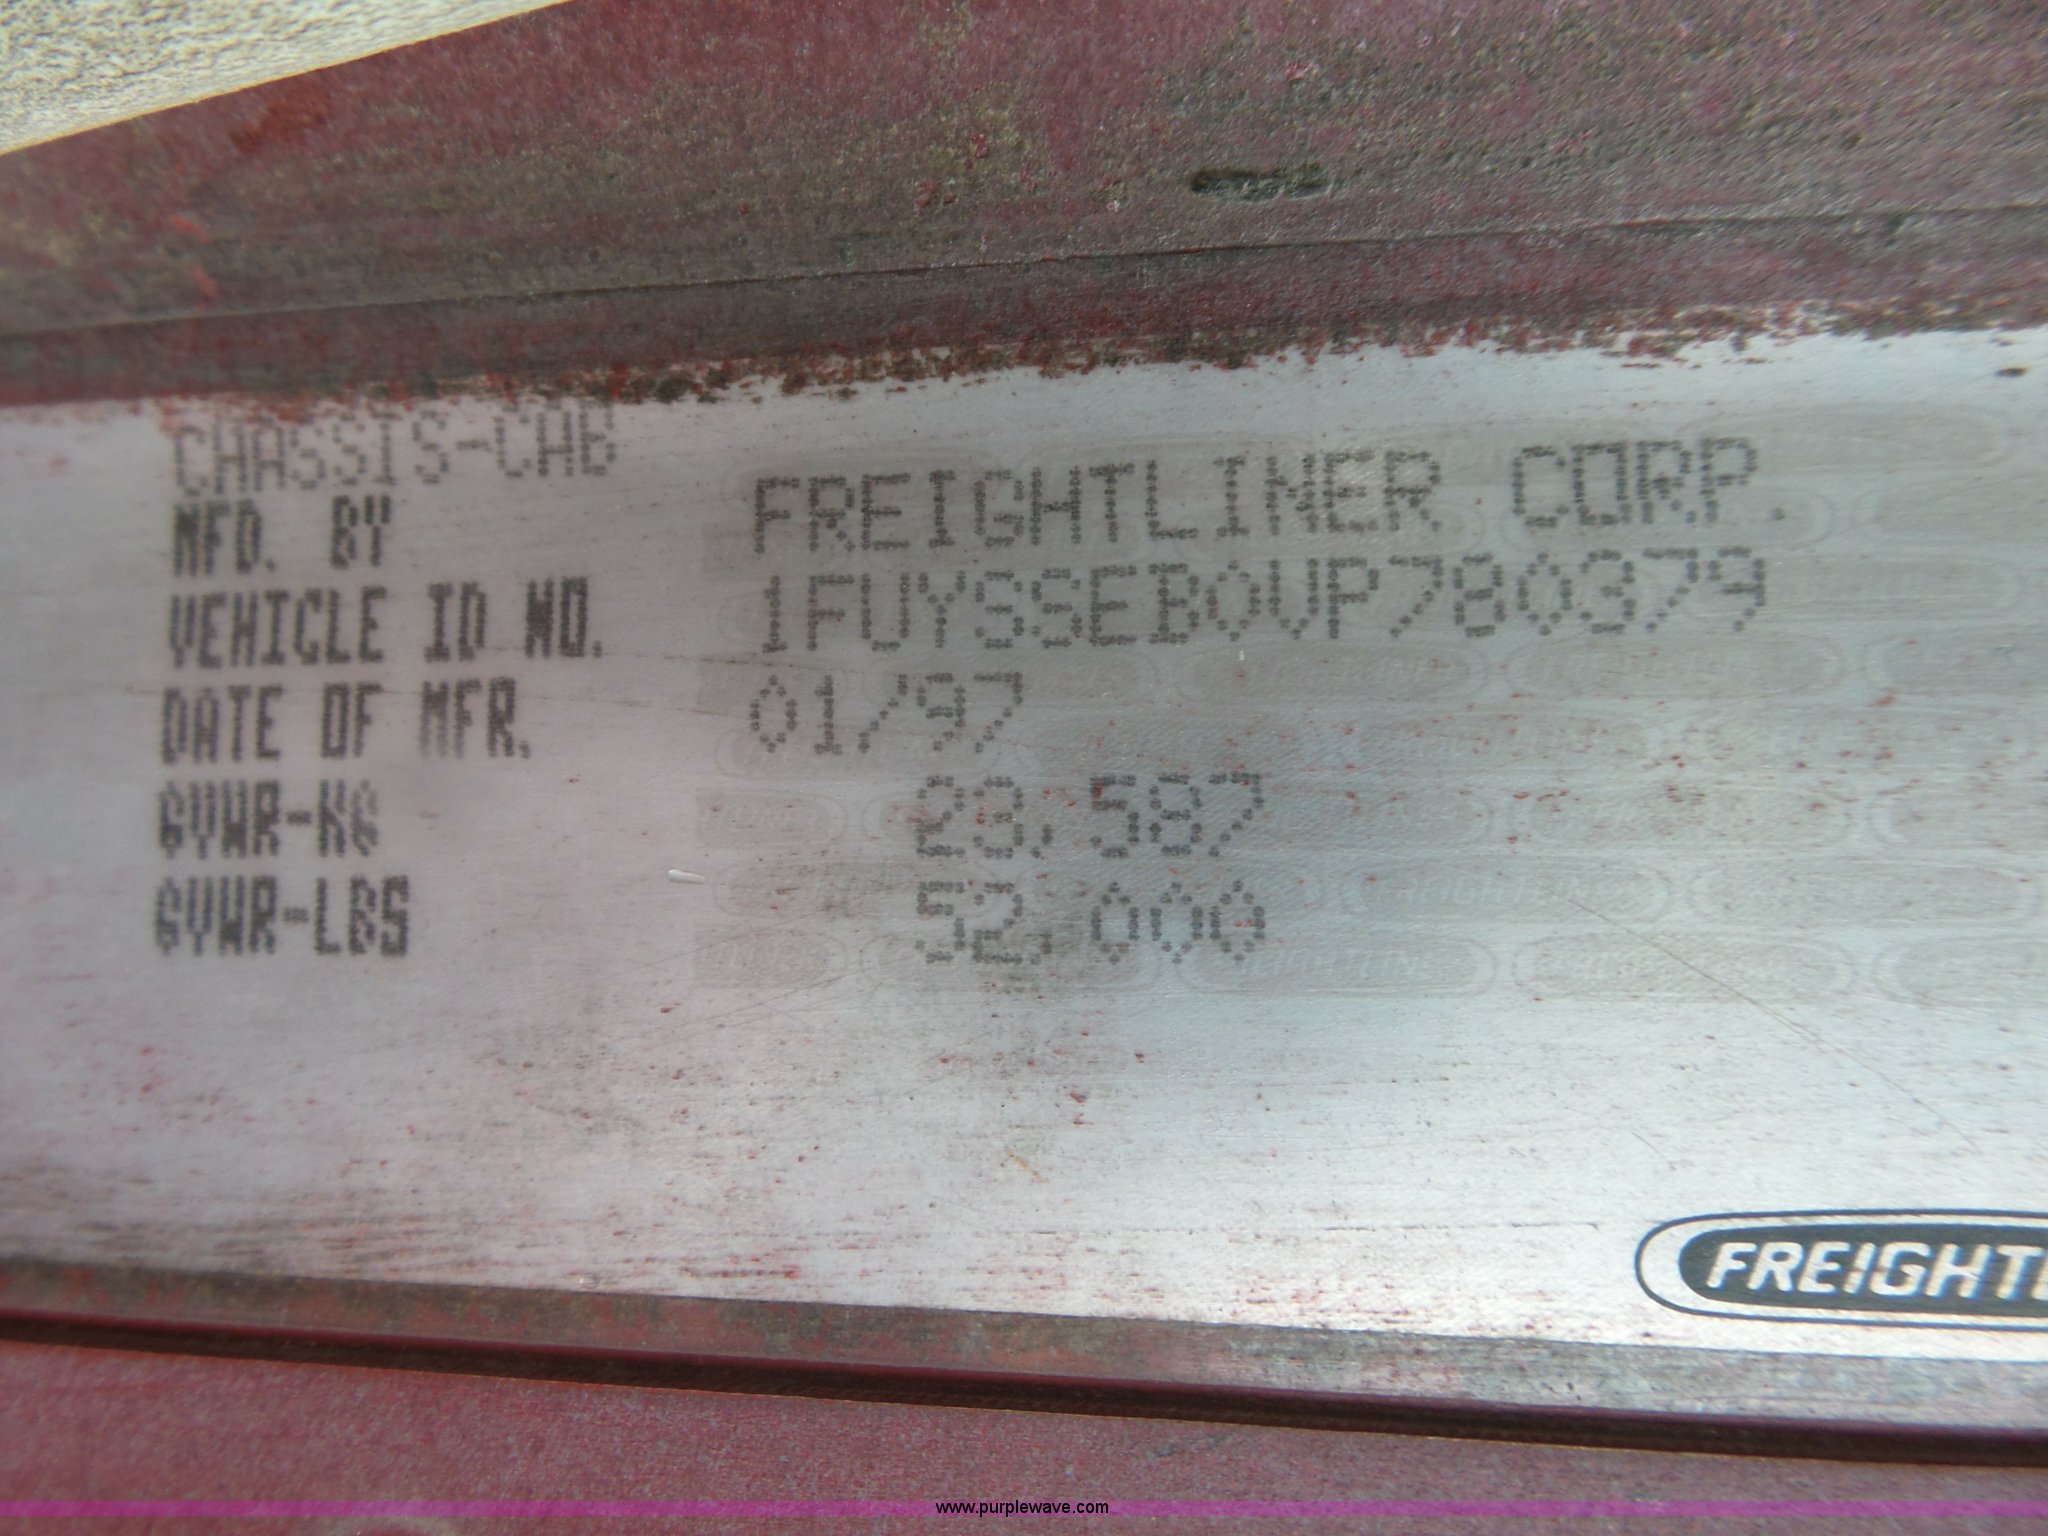 CHASSIS-CAB
MFD. BY FREIGHTLINER CORP.
VEHICLE ID NO. 1FUYSSEB0VP780379
DATE OF MFR. 01/97
GVWR-KG 23,587
GVWR-LBS 52,000
FREIGHTL
www.purplewave.com